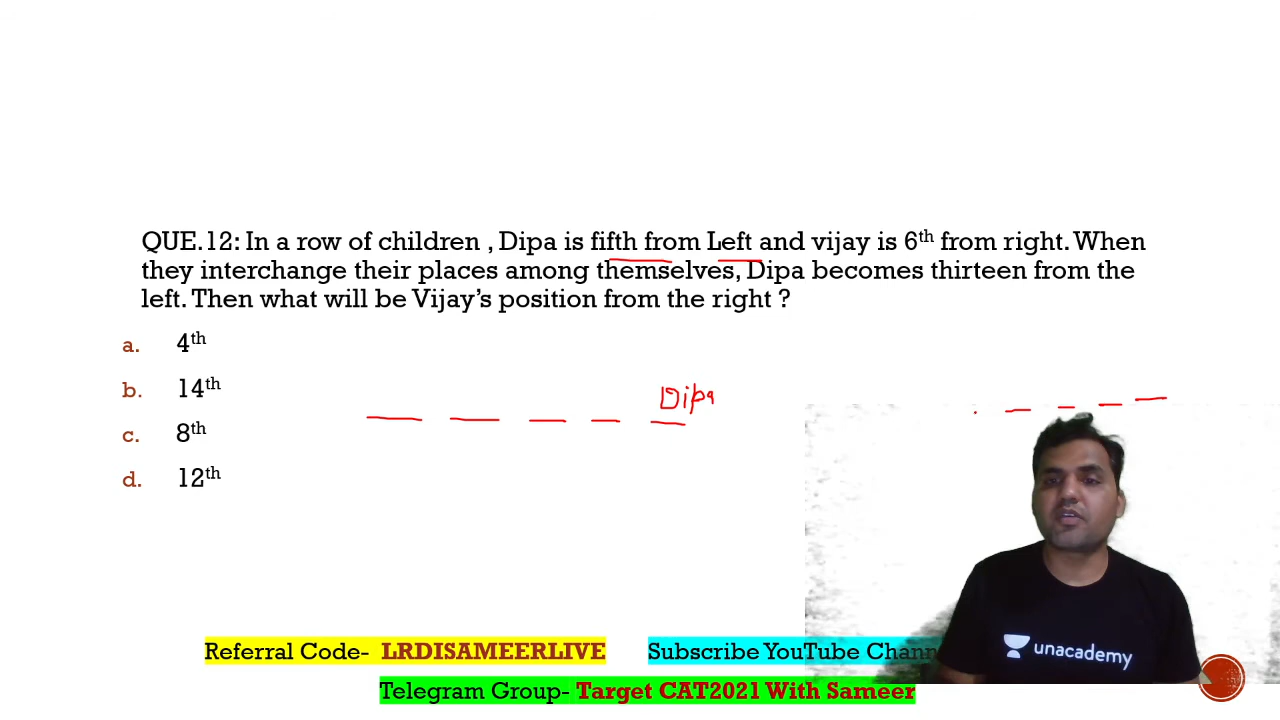 QUE.12: In a row of children , Dipa is fifth from Left and vijay is 6th from right. When
they interchange their places among themselves, Dipa becomes thirteen from the
left. Then what will be Vijay's position from the right ?
a. 4th
b. 14th
c. 8th
d. 12th
Dipa
unacademy
Referral Code- LRDISAMEERLIVE Subscribe YouTube Chann
Telegram Group- Target CAT2021 With Sameer